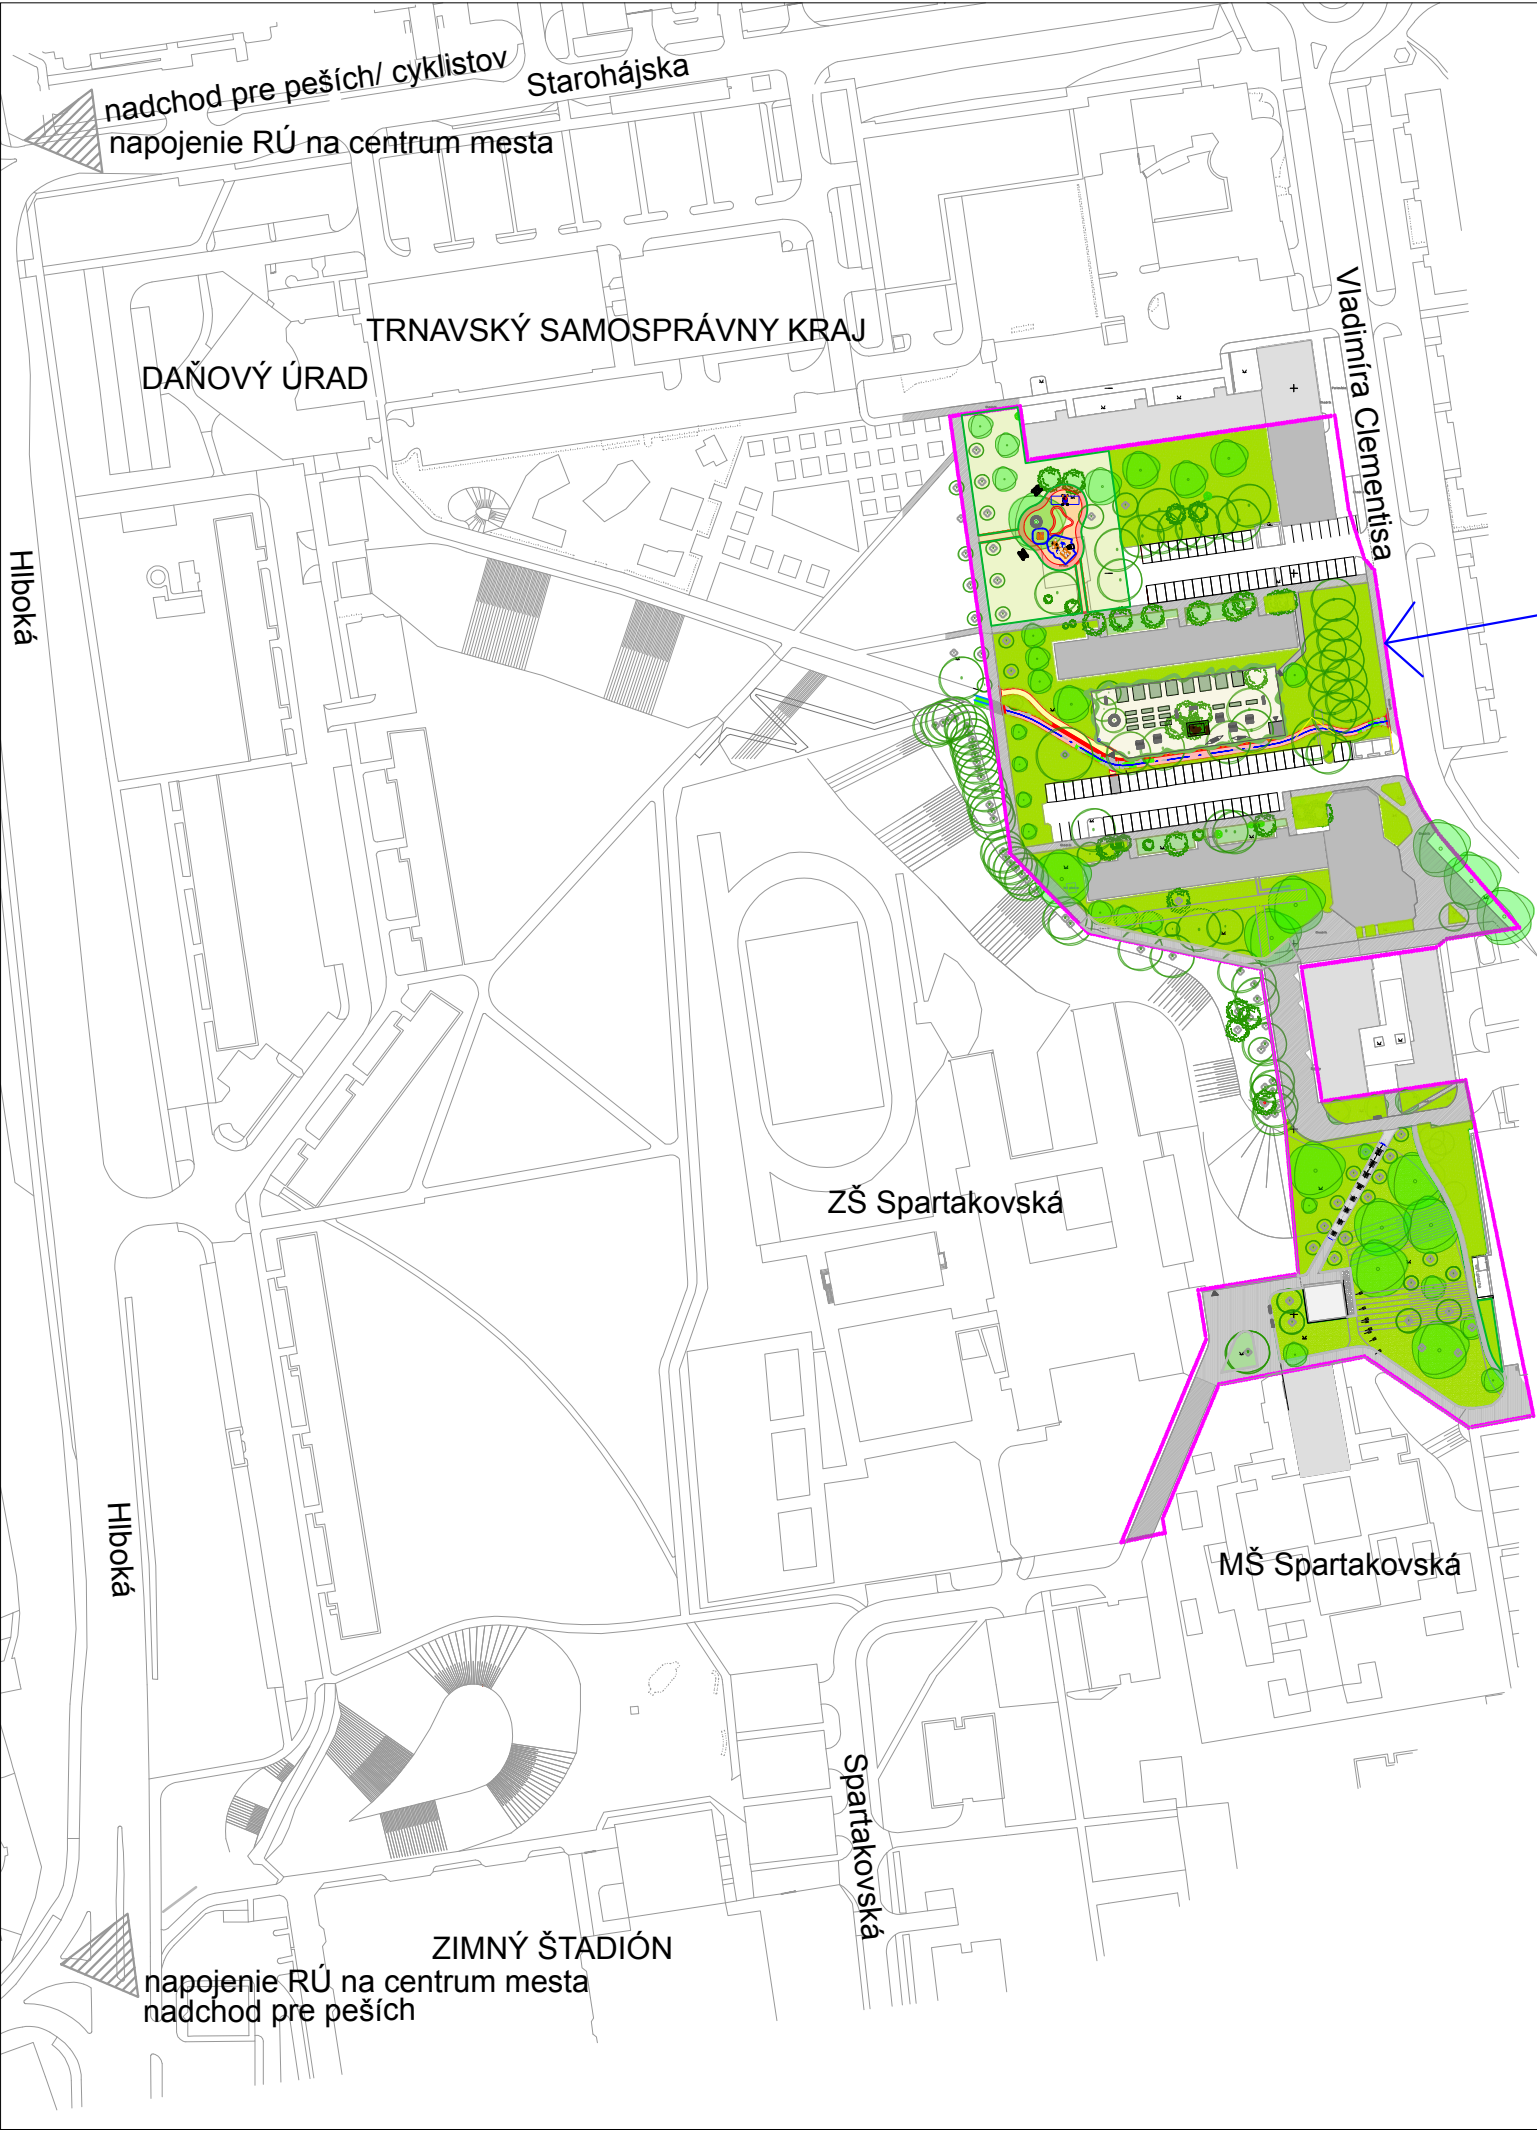 nadchod pre peších/ cyklistov
Starohájska
napojenie RÚ na centrum mesta
Vladimíra Clementisa
TRNAVSKÝ SAMOSPRÁVNY KRAJ
DAŇOVÝ ÚRAD
Hlboká
ZŠ Spartakovská
Hlboká
MŠ Spartakovská
Spartakovská
ZIMNÝ ŠTADIÓN
napojenie RÚ na centrum mesta
nadchod pre peších